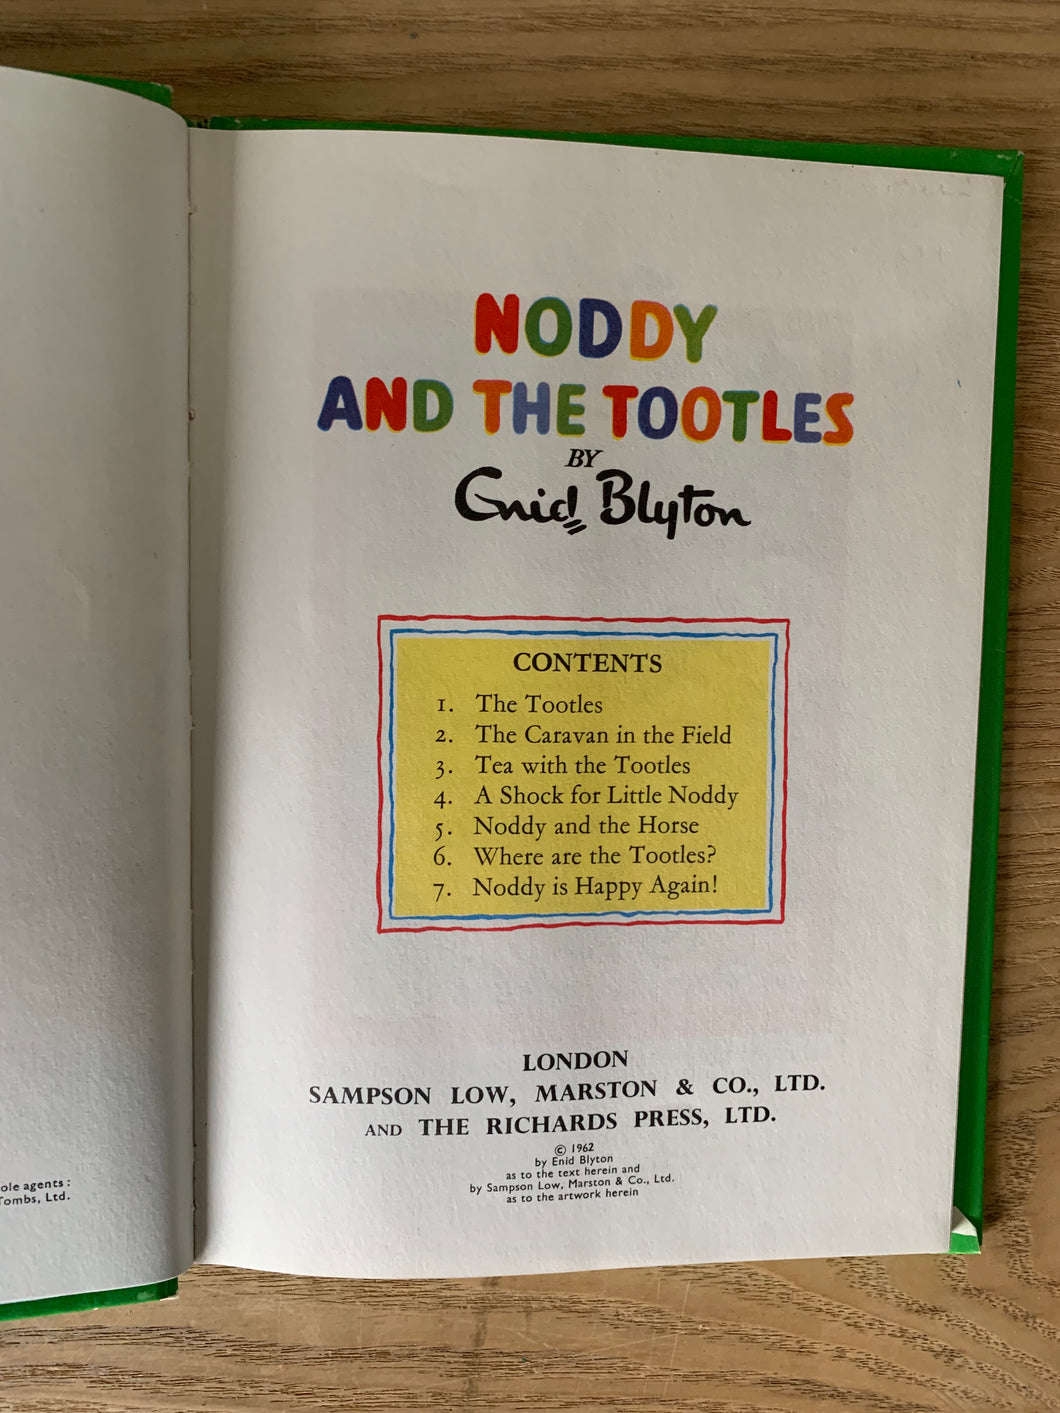 NODDY
AND THE TOOTLES
BY
Enid Blyton
CONTENTS
1. The Tootles
2. The Caravan in the Field
3. Tea with the Tootles
4. A Shock for Little Noddy
5. Noddy and the Horse
6. Where are the Tootles?
7. Noddy is Happy Again!
LONDON
SAMPSON LOW, MARSTON & CO., LTD.
AND THE RICHARDS PRESS, LTD.
© 1962
by Enid Blyton
as to the text herein and
by Sampson Low, Marston & Co., Ltd.
as to the artwork herein
ole agents:
Tombs, Ltd.